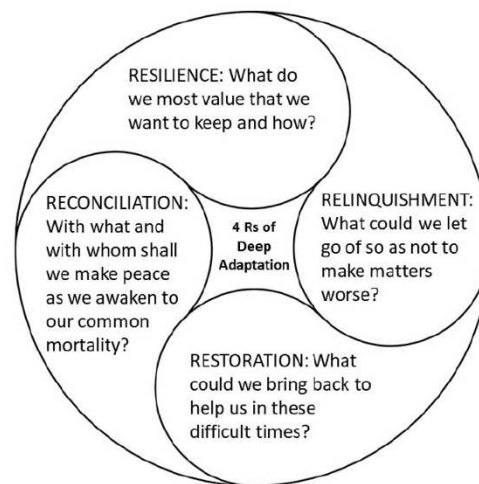 RESILIENCE: What do
we most value that we
want to keep and how?
RELINQUISHMENT:
What could we let
go of so as not to
make matters
worse?
RESTORATION: What
could we bring back to
help us in these
difficult times?
RECONCILIATION:
With what and
with whom shall
we make peace
as we awaken to
our common
mortality?
4 Rs of
Deep
Adaptation